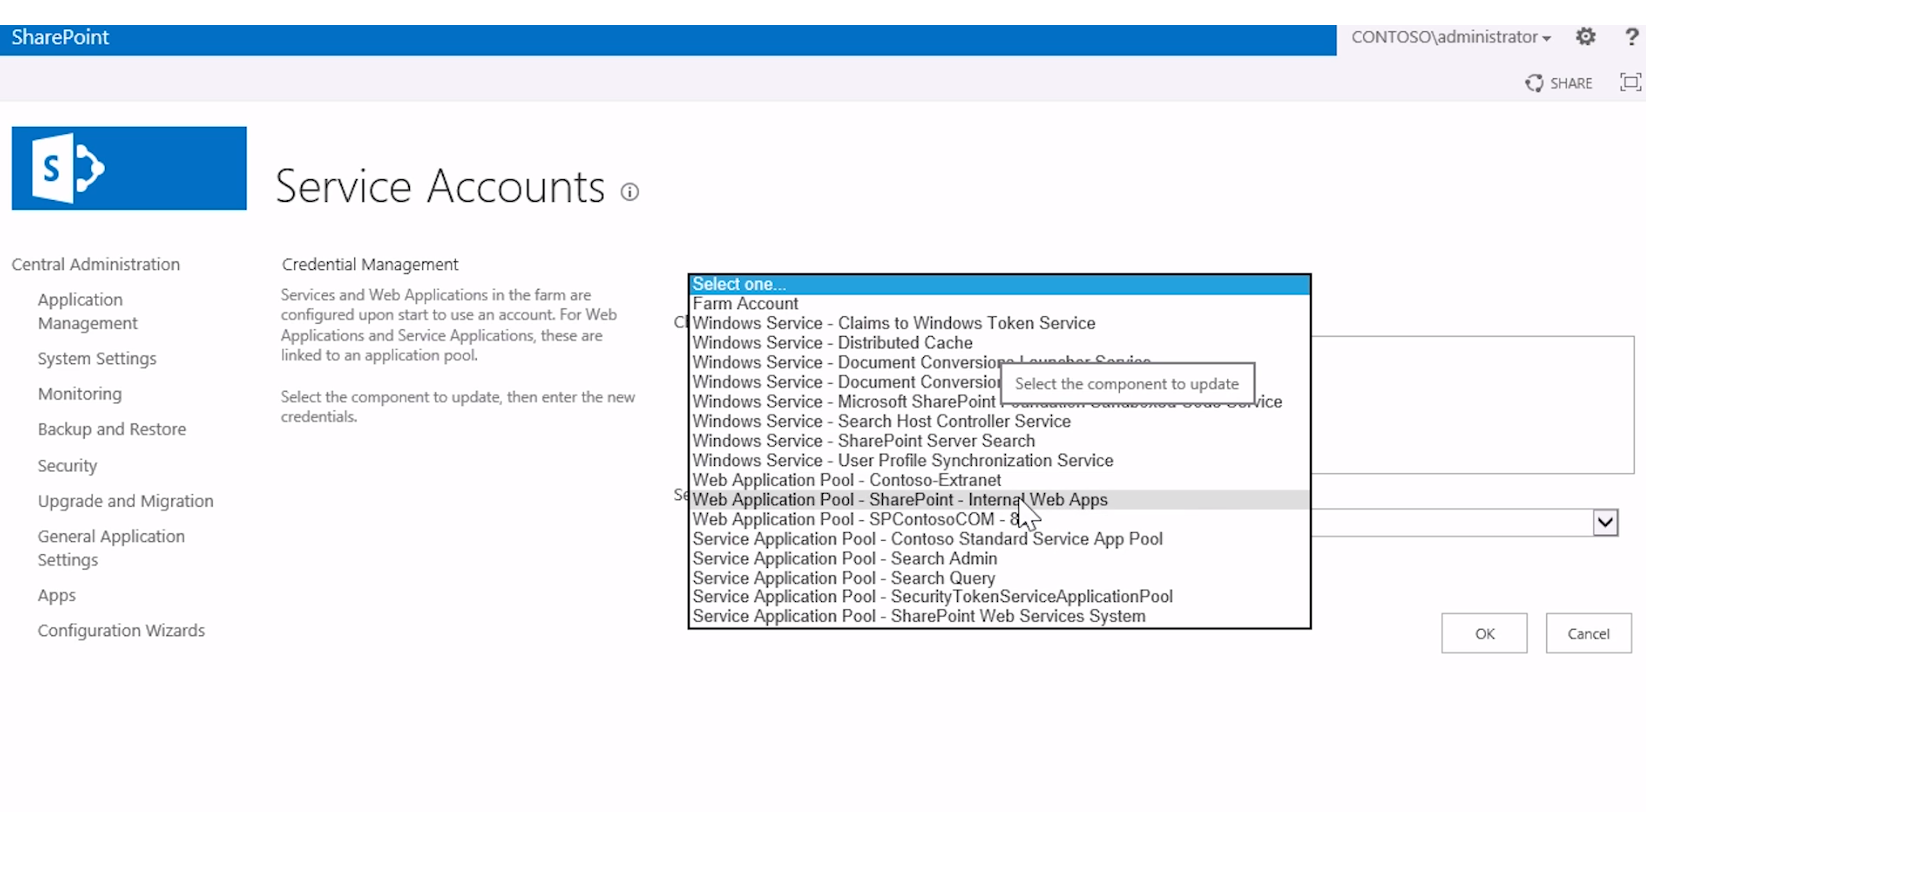 SharePoint
CONTOSO\administrator
?
SHARE
S
Service Accounts
Central Administration
Application
Management
System Settings
Monitoring
Backup and Restore
Security
Upgrade and Migration
General Application
Settings
Apps
Configuration Wizards
Credential Management
Services and Web Applications in the farm are
configured upon start to use an account. For Web
Applications and Service Applications, these are
linked to an application pool.
Select the component to update, then enter the new
credentials.
Select one...
Farm Account
Windows Service - Claims to Windows Token Service
Windows Service - Distributed Cache
Windows Service - Document Conversions Launcher Service
Windows Service - Document Conversion
Select the component to update
Windows Service - Microsoft SharePoint Foundation Sandboxed Code Service
Windows Service - Search Host Controller Service
Windows Service - SharePoint Server Search
Windows Service - User Profile Synchronization Service
Web Application Pool - Contoso-Extranet
Web Application Pool - SharePoint - Internal Web Apps
Web Application Pool - SPContosoCOM - 8
Service Application Pool - Contoso Standard Service App Pool
Service Application Pool - Search Admin
Service Application Pool - Search Query
Service Application Pool - SecurityTokenServiceApplicationPool
Service Application Pool - SharePoint Web Services System
OK
Cancel